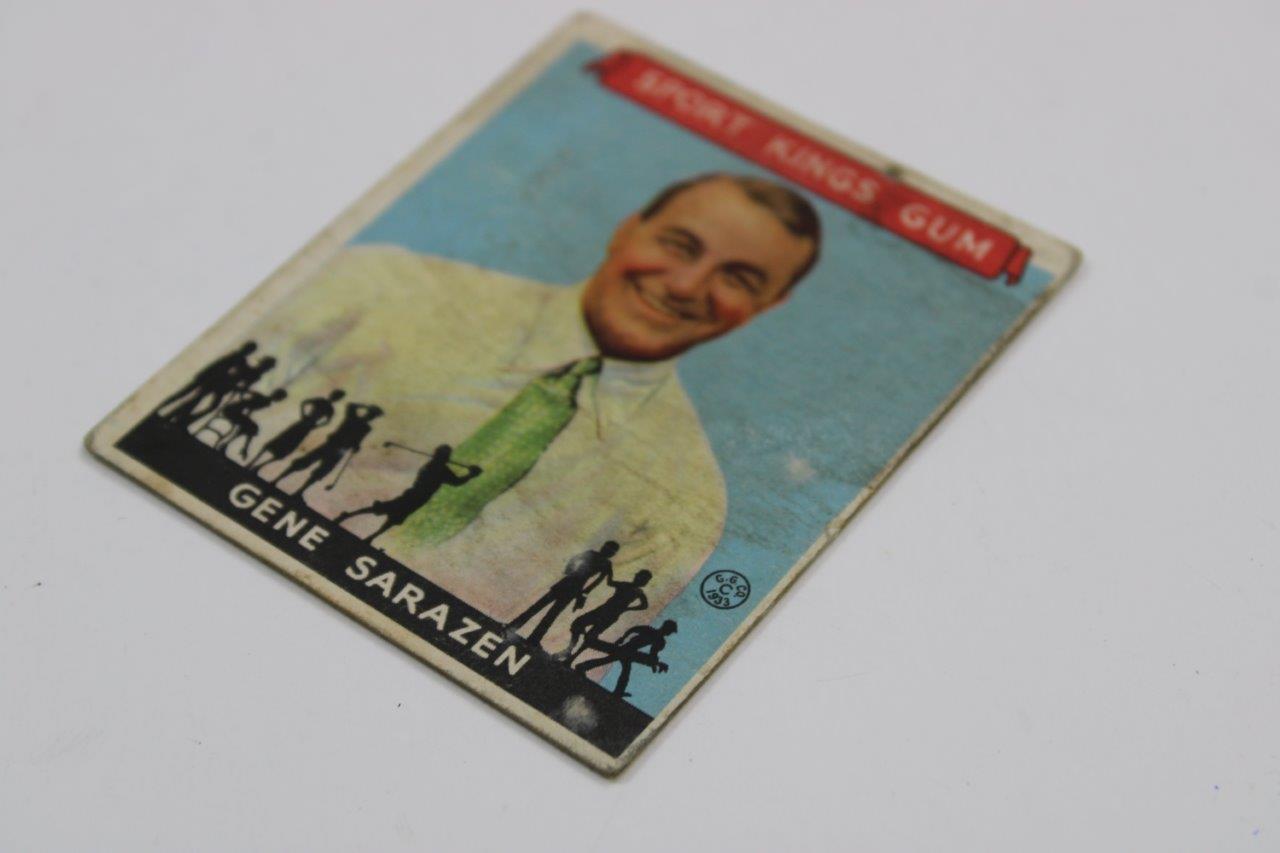 SPORT KINGS GUM
G.G.CO.
C.
1933
GENE SARAZEN